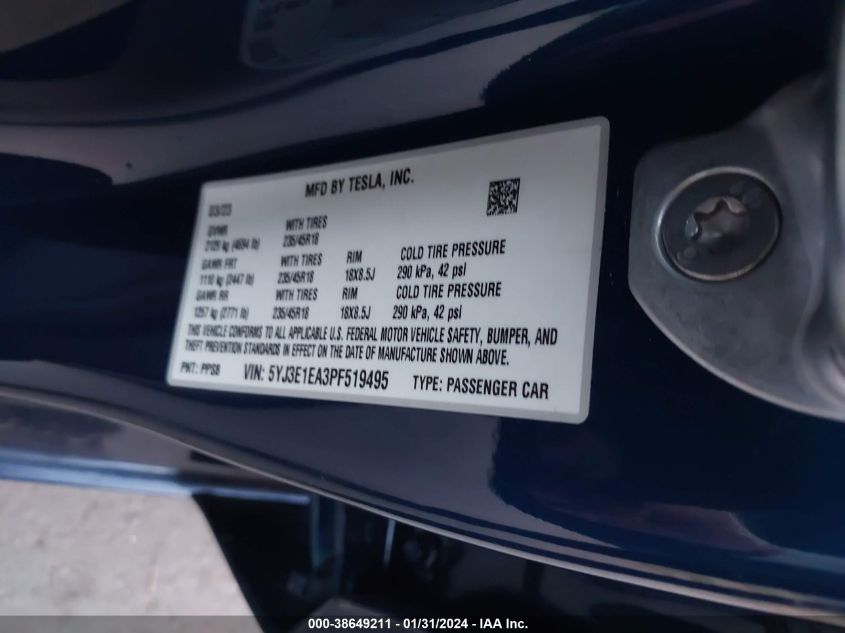 MFD BY TESLA, INC.
03/23
GVWR WITH TIRES
2129 kg (4694 lb) 235/45R18
GAWR FRT WITH TIRES RIM COLD TIRE PRESSURE
1110 kg (2447 lb) 235/45R18 18X8.5J 290 kPa, 42 psi
GAWR RR WITH TIRES RIM COLD TIRE PRESSURE
1257 kg (2771 lb) 235/45R18 18X8.5J 290 kPa, 42 psi
THIS VEHICLE CONFORMS TO ALL APPLICABLE U.S. FEDERAL MOTOR VEHICLE SAFETY, BUMPER, AND
THEFT PREVENTION STANDARDS IN EFFECT ON THE DATE OF MANUFACTURE SHOWN ABOVE.
PNT: PPSB VIN: 5YJ3E1EA3PF519495 TYPE: PASSENGER CAR
000-38649211 - 01/31/2024 - IAA Inc.